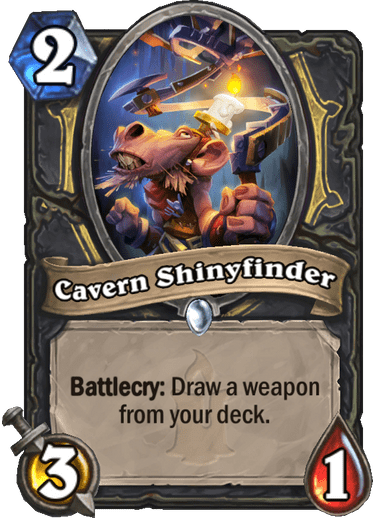 2
Cavern Shinyfinder
Battlecry: Draw a weapon
from your deck.
3
1